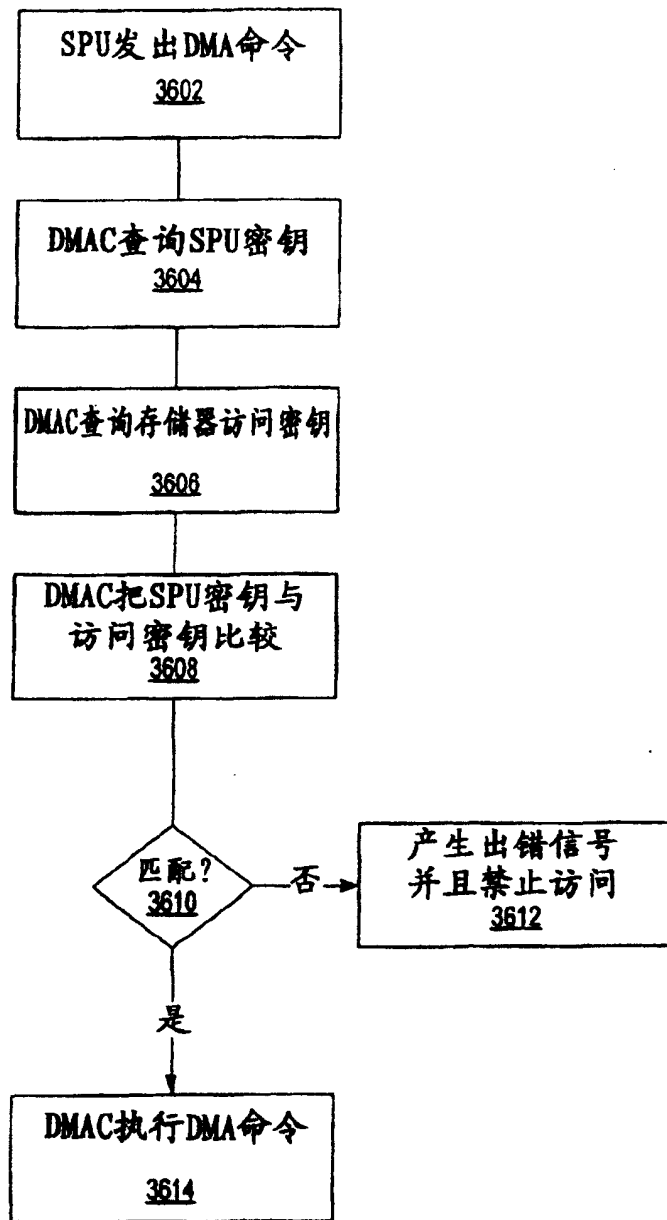 SPU发出DMA命令
3602
DMAC查询SPU密钥
3604
DMAC查询存储器访问密钥
3606
DMAC把SPU密钥与
访问密钥比较
3608
匹配?
3610
否
产生出错信号
并且禁止访问
3612
是
DMAC执行DMA命令
3614